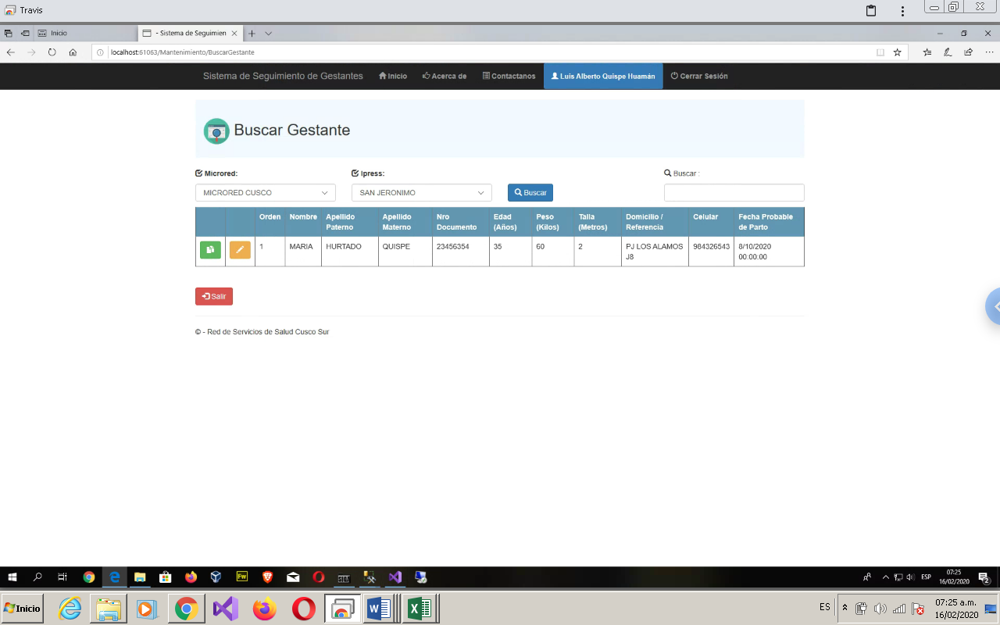 Travis
Inicio
- Sistema de Seguimien
localhost:61063/Mantenimiento/BuscarGestante
Sistema de Seguimiento de Gestantes Inicio Acerca de Contactanos Luis Alberto Quispe Huamán Cerrar Sesión
Buscar Gestante
Microred: Ipress: Buscar :
MICRORED CUSCO SAN JERONIMO Buscar
Orden Nombre Apellido Paterno Apellido Materno Nro Documento Edad (Años) Peso (Kilos) Talla (Metros) Domicilio / Referencia Celular Fecha Probable de Parto
1 MARIA HURTADO QUISPE 23456354 35 60 2 PJ LOS ALAMOS J8 984326543 8/10/2020 00:00:00
Salir
© - Red de Servicios de Salud Cusco Sur
Fw
ESP
07:25
16/02/2020
2
Inicio
ES
07:25 a.m.
16/02/2020